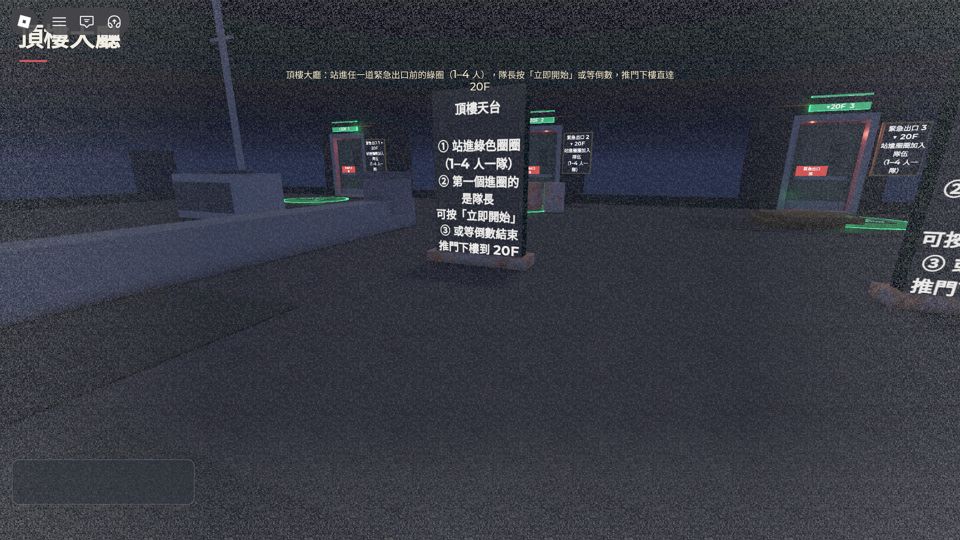 頂樓大廳
頂樓大廳：站進任一道緊急出口前的綠圈（1–4 人），隊長按「立即開始」或等倒數，推門下樓直達
20F
頂樓天台
① 站進綠色圈圈
（1–4 人一隊）
② 第一個進圈的
是隊長
可按「立即開始」
③ 或等倒數結束
推門下樓到 20F
緊急出口 2
20F
站進圈圈加入
隊伍
20F 3
緊急出口
緊急出口 3
20F
站進圈圈加入
隊伍
（1–4 人一
隊）
②
可按
③
推門